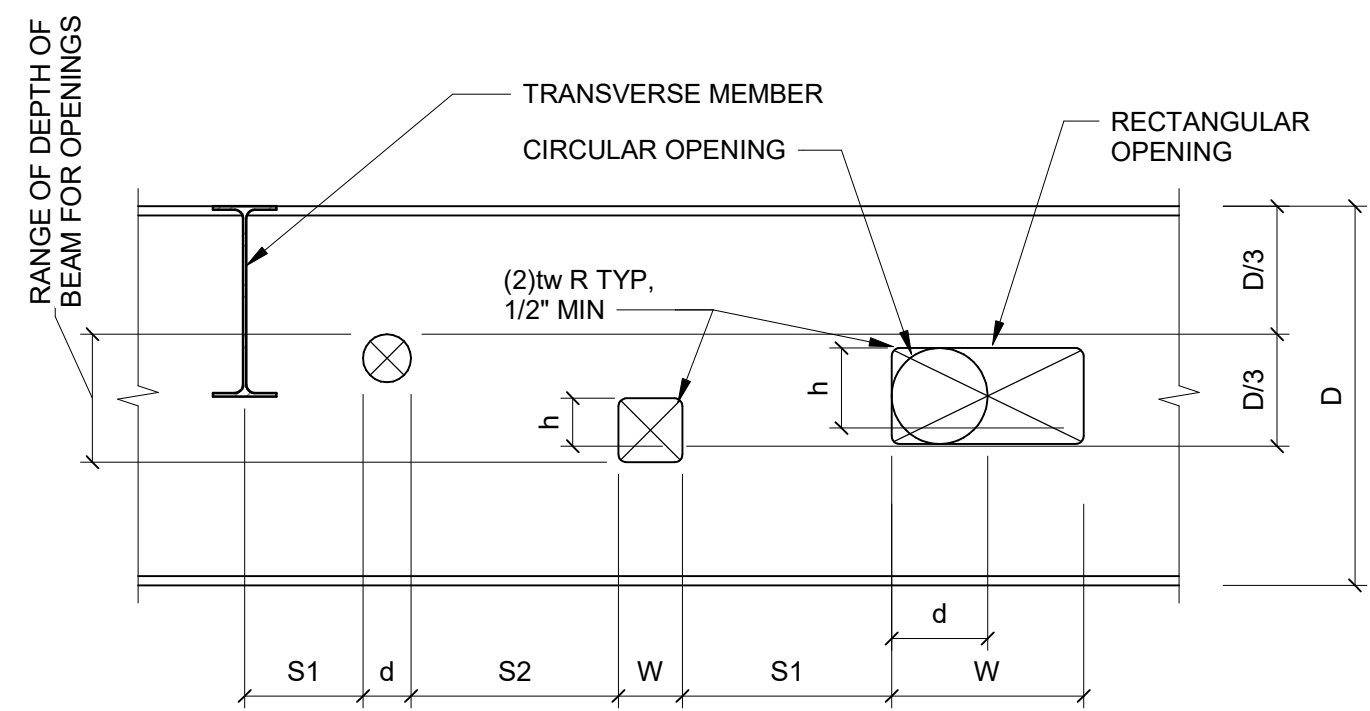 RANGE OF DEPTH OF
BEAM FOR OPENINGS
TRANSVERSE MEMBER
CIRCULAR OPENING
RECTANGULAR
OPENING
(2)tw R TYP,
1/2" MIN
D/3
D/3
D
h
h
d
S1
d
S2
W
S1
W